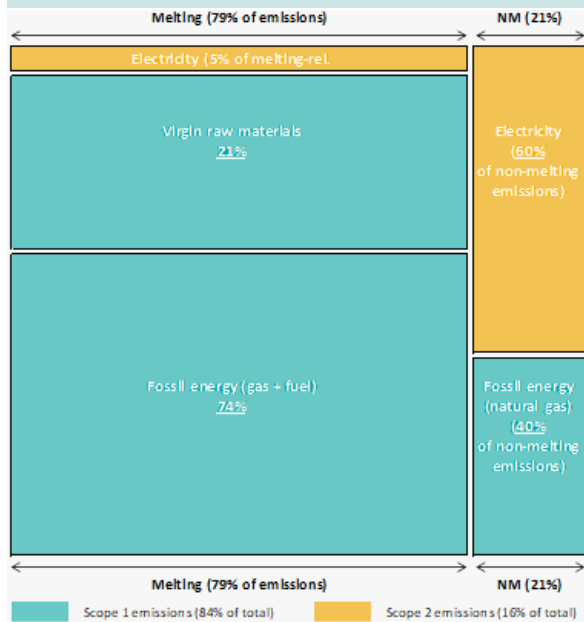 Melting (79% of emissions) NM (21%)
Electricity (5% of melting-rel.
Virgin raw materials
21%
Electricity
(60%
of non-melting
emissions)
Fossil energy (gas + fuel)
74%
Fossil energy
(natural gas)
(40%
of non-melting
emissions)
Melting (79% of emissions) NM (21%)
Scope 1 emissions (84% of total) Scope 2 emissions (16% of total)